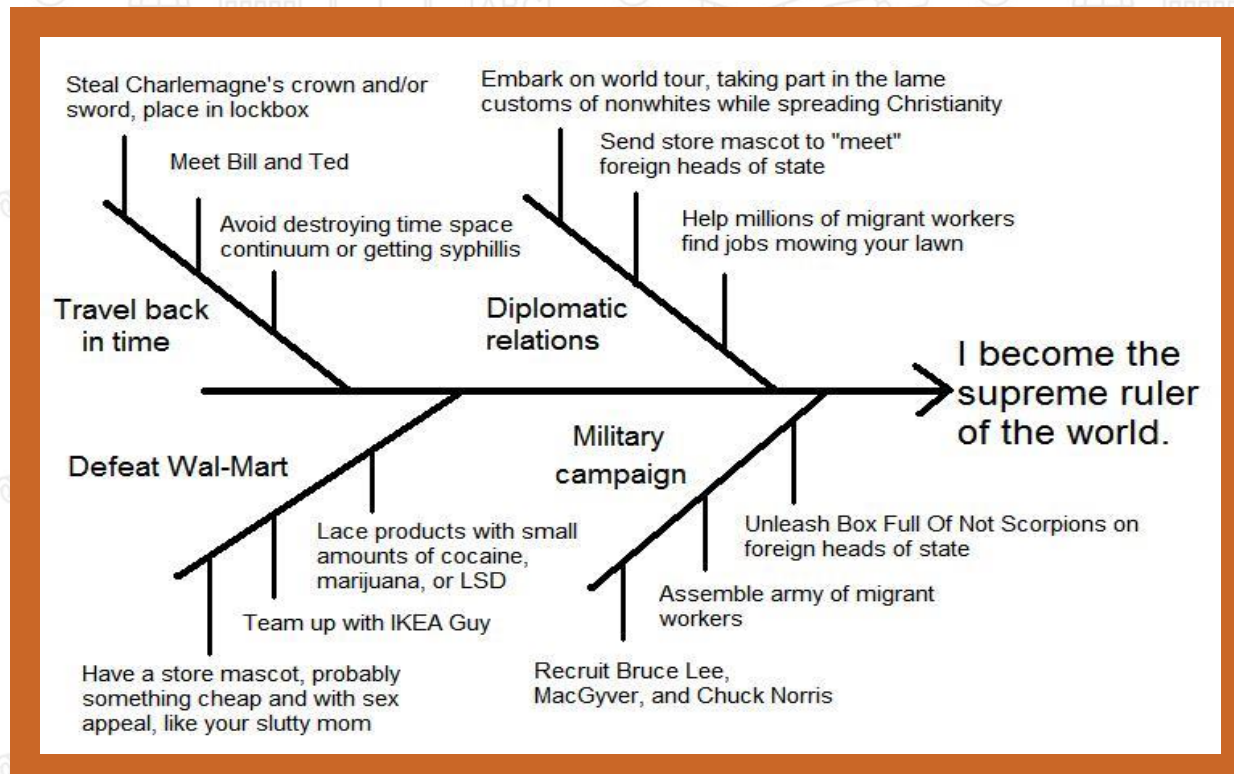 Steal Charlemagne's crown and/or
sword, place in lockbox
Meet Bill and Ted
Avoid destroying time space
continuum or getting syphillis
Travel back
in time
Embark on world tour, taking part in the lame
customs of nonwhites while spreading Christianity
Send store mascot to "meet"
foreign heads of state
Help millions of migrant workers
find jobs mowing your lawn
Diplomatic
relations
I become the
supreme ruler
of the world.
Defeat Wal-Mart
Lace products with small
amounts of cocaine,
marijuana, or LSD
Team up with IKEA Guy
Have a store mascot, probably
something cheap and with sex
appeal, like your slutty mom
Military
campaign
Unleash Box Full Of Not Scorpions on
foreign heads of state
Assemble army of migrant
workers
Recruit Bruce Lee,
MacGyver, and Chuck Norris